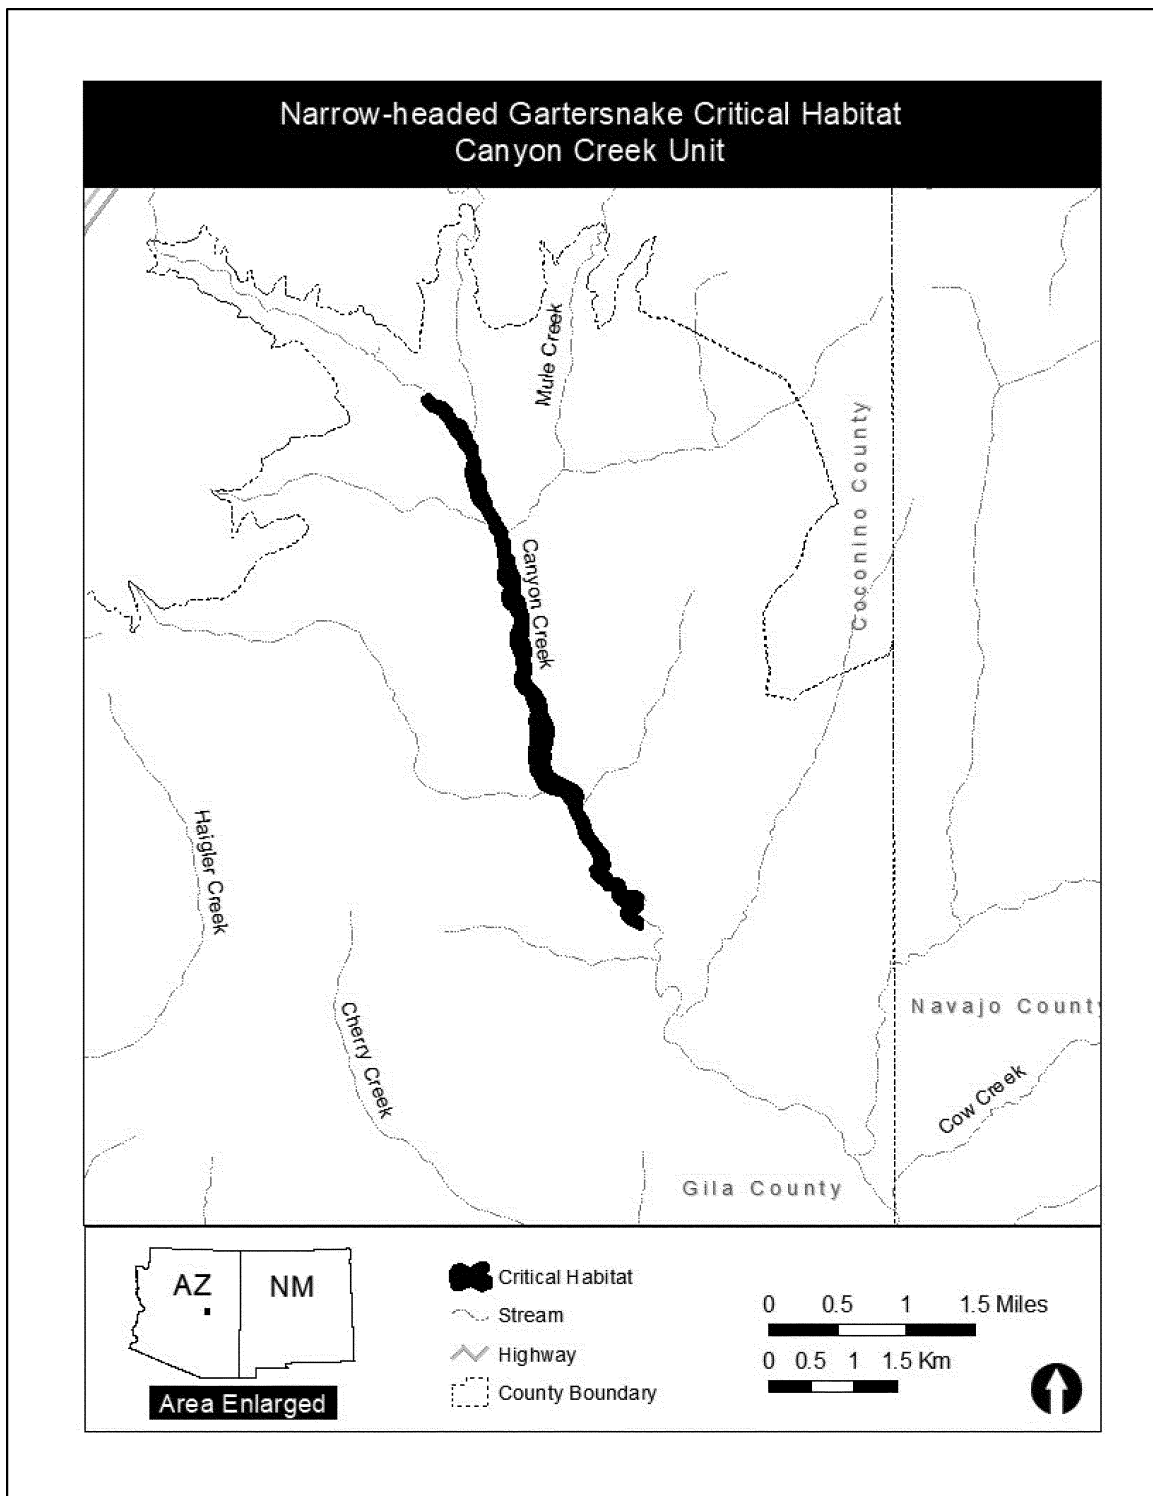 Narrow-headed Gartersnake Critical Habitat
Canyon Creek Unit
Mule Creek
Coconino County
Canyon Creek
Haigler Creek
Cherry Creek
Navajo County
Cow Creek
Gila County
AZ
NM
Area Enlarged
Critical Habitat
Stream
Highway
County Boundary
0 0.5 1 1.5 Miles
0 0.5 1 1.5 Km